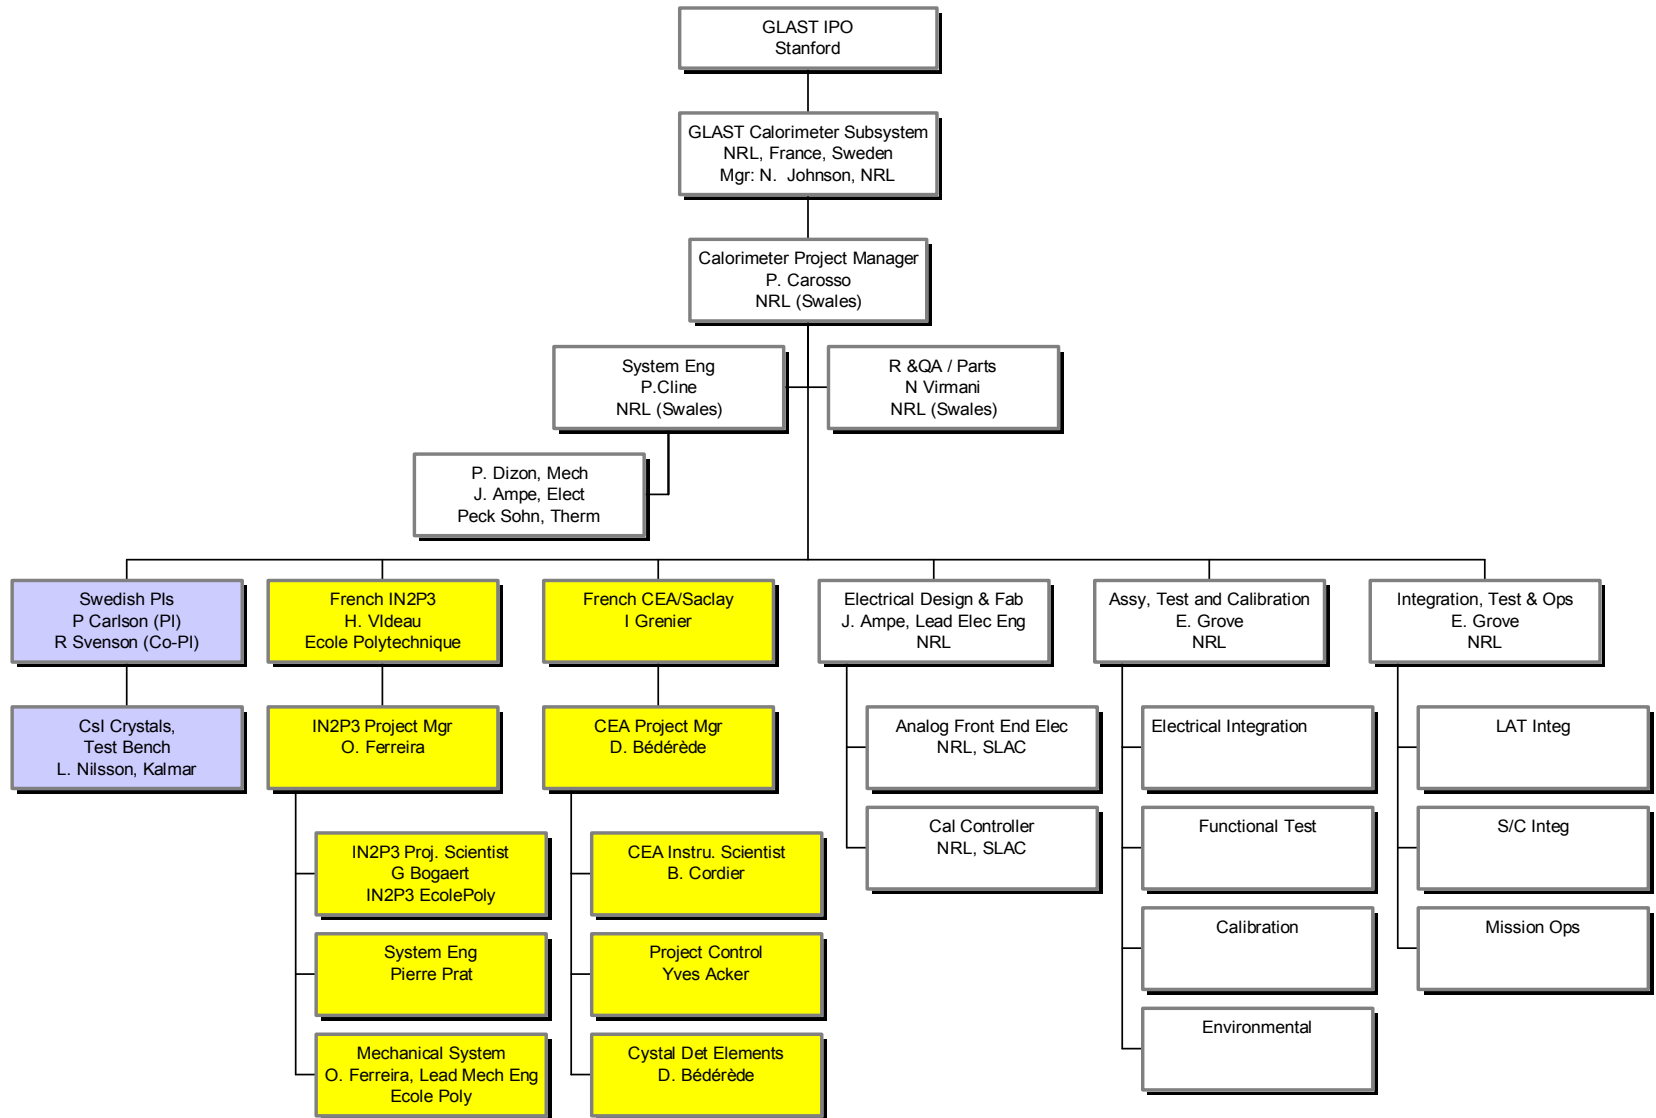 GLAST IPO
Stanford
GLAST Calorimeter Subsystem
NRL, France, Sweden
Mgr: N. Johnson, NRL
Calorimeter Project Manager
P. Carosso
NRL (Swales)
System Eng
P.Cline
NRL (Swales)
R &QA / Parts
N Virmani
NRL (Swales)
P. Dizon, Mech
J. Ampe, Elect
Peck Sohn, Therm
Swedish PIs
P Carlson (PI)
R Svenson (Co-PI)
French IN2P3
H. VIdeau
Ecole Polytechnique
French CEA/Saclay
I Grenier
Electrical Design & Fab
J. Ampe, Lead Elec Eng
NRL
Assy, Test and Calibration
E. Grove
NRL
Integration, Test & Ops
E. Grove
NRL
CsI Crystals,
Test Bench
L. Nilsson, Kalmar
IN2P3 Project Mgr
O. Ferreira
CEA Project Mgr
D. Bédérède
Analog Front End Elec
NRL, SLAC
Electrical Integration
LAT Integ
IN2P3 Proj. Scientist
G Bogaert
IN2P3 EcolePoly
CEA Instru. Scientist
B. Cordier
Cal Controller
NRL, SLAC
Functional Test
S/C Integ
System Eng
Pierre Prat
Project Control
Yves Acker
Calibration
Mission Ops
Mechanical System
O. Ferreira, Lead Mech Eng
Ecole Poly
Cystal Det Elements
D. Bédérède
Environmental